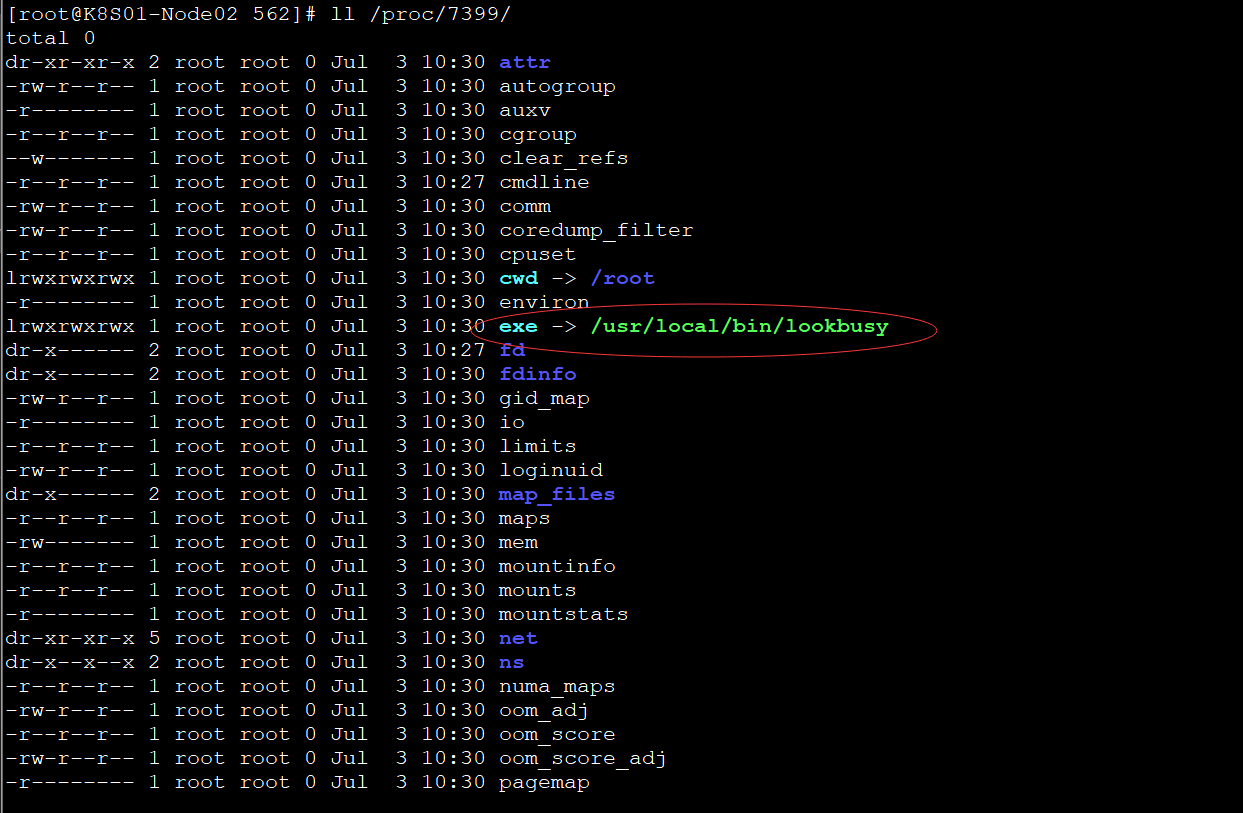 [root@K8S01-Node02 562]# ll /proc/7399/
total 0
dr-xr-xr-x 2 root root 0 Jul  3 10:30 attr
-rw-r--r-- 1 root root 0 Jul  3 10:30 autogroup
-r-------- 1 root root 0 Jul  3 10:30 auxv
-r--r--r-- 1 root root 0 Jul  3 10:30 cgroup
--w------- 1 root root 0 Jul  3 10:30 clear_refs
-r--r--r-- 1 root root 0 Jul  3 10:27 cmdline
-rw-r--r-- 1 root root 0 Jul  3 10:30 comm
-rw-r--r-- 1 root root 0 Jul  3 10:30 coredump_filter
-r--r--r-- 1 root root 0 Jul  3 10:30 cpuset
lrwxrwxrwx 1 root root 0 Jul  3 10:30 cwd -> /root
-r-------- 1 root root 0 Jul  3 10:30 environ
lrwxrwxrwx 1 root root 0 Jul  3 10:30 exe -> /usr/local/bin/lookbusy
dr-x------ 2 root root 0 Jul  3 10:27 fd
dr-x------ 2 root root 0 Jul  3 10:30 fdinfo
-rw-r--r-- 1 root root 0 Jul  3 10:30 gid_map
-r-------- 1 root root 0 Jul  3 10:30 io
-r--r--r-- 1 root root 0 Jul  3 10:30 limits
-rw-r--r-- 1 root root 0 Jul  3 10:30 loginuid
dr-x------ 2 root root 0 Jul  3 10:30 map_files
-r--r--r-- 1 root root 0 Jul  3 10:30 maps
-rw------- 1 root root 0 Jul  3 10:30 mem
-r--r--r-- 1 root root 0 Jul  3 10:30 mountinfo
-r--r--r-- 1 root root 0 Jul  3 10:30 mounts
-r-------- 1 root root 0 Jul  3 10:30 mountstats
dr-xr-xr-x 5 root root 0 Jul  3 10:30 net
dr-x--x--x 2 root root 0 Jul  3 10:30 ns
-r--r--r-- 1 root root 0 Jul  3 10:30 numa_maps
-rw-r--r-- 1 root root 0 Jul  3 10:30 oom_adj
-r--r--r-- 1 root root 0 Jul  3 10:30 oom_score
-rw-r--r-- 1 root root 0 Jul  3 10:30 oom_score_adj
-r-------- 1 root root 0 Jul  3 10:30 pagemap